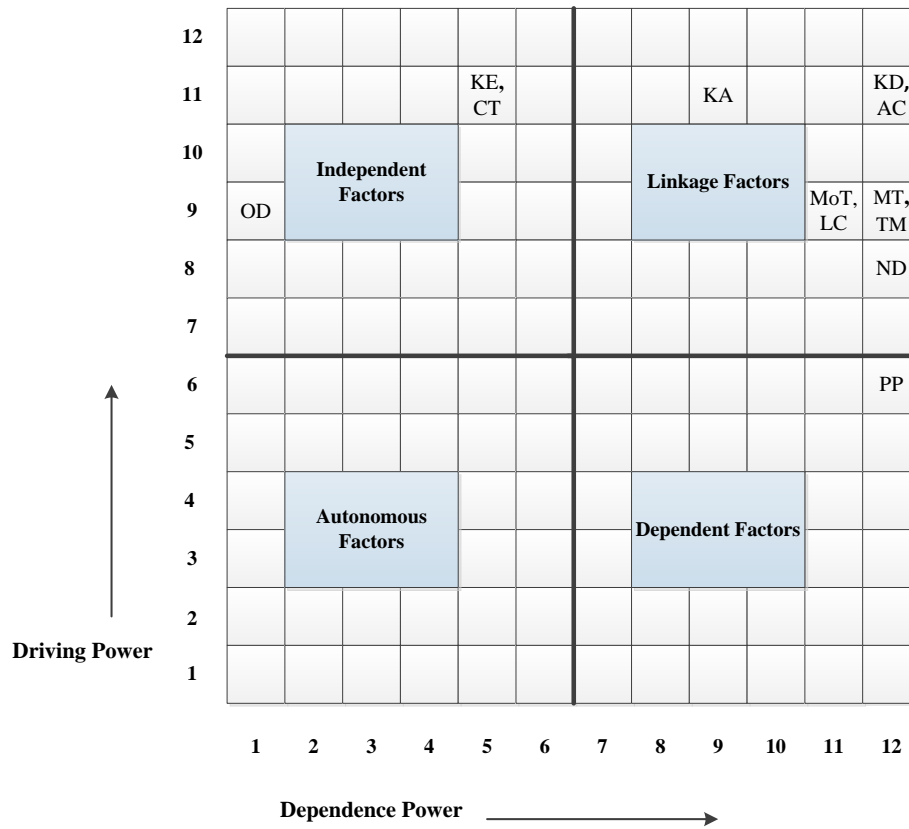 12
11
KE,
CT
KA
KD,
AC
10
Independent
Factors
Linkage Factors
9
OD
MoT,
LC
MT,
TM
8
ND
7
6
PP
5
4
Autonomous
Factors
Dependent Factors
3
2
Driving Power
1
1 2 3 4 5 6 7 8 9 10 11 12
Dependence Power